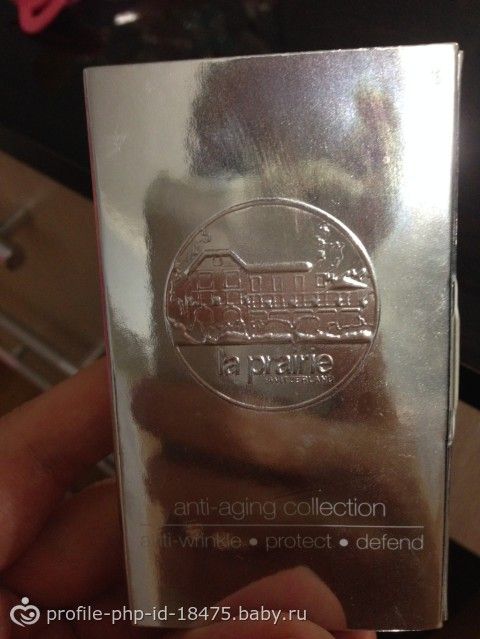 la prairie
SWITZERLAND
anti-aging collection
anti-wrinkle • protect • defend
profile-php-id-18475.baby.ru